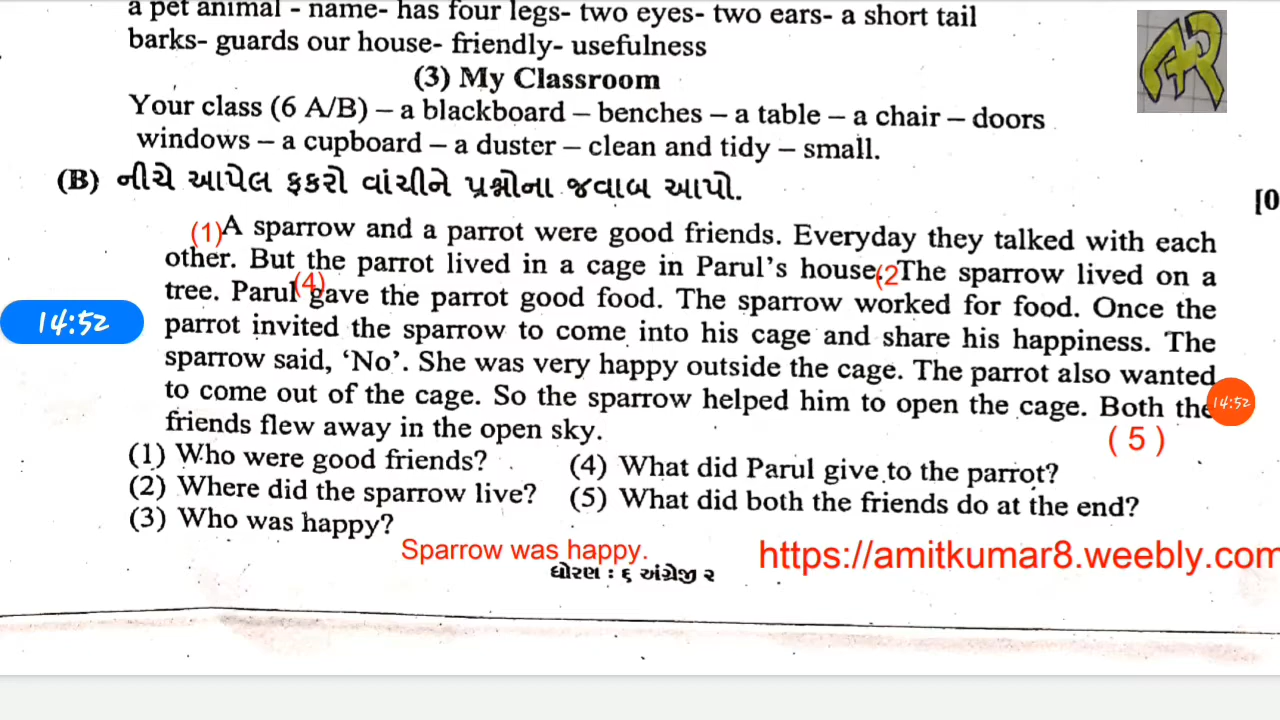 a pet animal - name- has four legs- two eyes- two ears- a short tail
barks- guards our house- friendly- usefulness
(3) My Classroom
Your class (6 A/B) – a blackboard – benches – a table – a chair – doors
windows – a cupboard – a duster – clean and tidy – small.
(B) નીચે આપેલ ફકરો વાંચીને પ્રશ્નોના જવાબ આપો.
[0
(1)A sparrow and a parrot were good friends. Everyday they talked with each
other. But the parrot lived in a cage in Parul's house. (2 The sparrow lived on a
tree. Parul (4) gave the parrot good food. The sparrow worked for food. Once the
14:52
parrot invited the sparrow to come into his cage and share his happiness. The
sparrow said, 'No'. She was very happy outside the cage. The parrot also wanted
to come out of the cage. So the sparrow helped him to open the cage. Both the
14:52
friends flew away in the open sky.
(5)
(1) Who were good friends? (4) What did Parul give to the parrot?
(2) Where did the sparrow live? (5) What did both the friends do at the end?
(3) Who was happy?
Sparrow was happy.
https://amitkumar8.weebly.com
ધોરણ : ૬ અંગ્રેજી ૨